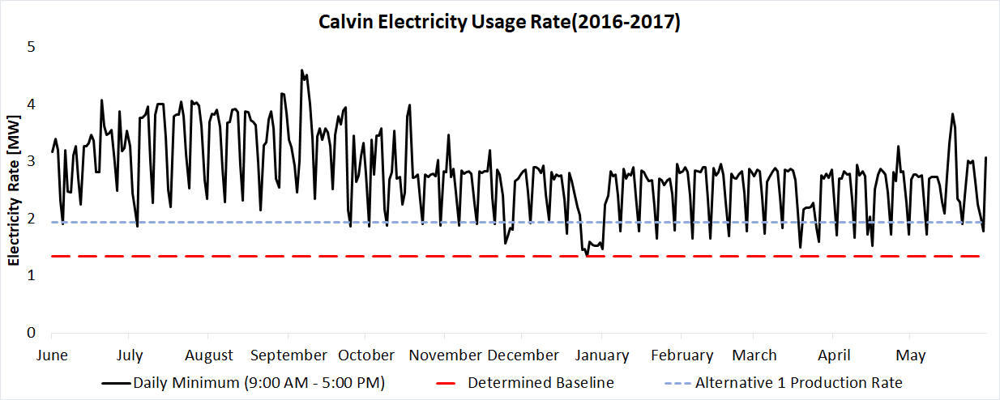 Calvin Electricity Usage Rate(2016-2017)
Electricity Rate [MW]
5
4
3
2
1
0
June July August September October November December January February March April May
Daily Minimum (9:00 AM - 5:00 PM) Determined Baseline Alternative 1 Production Rate